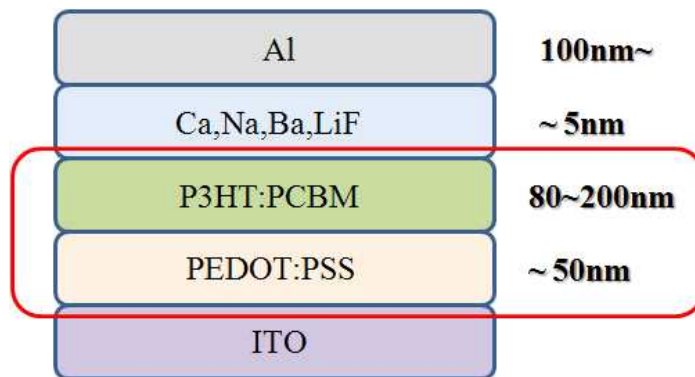 Al 100nm~
Ca,Na,Ba,LiF ~ 5nm
P3HT:PCBM 80~200nm
PEDOT:PSS ~ 50nm
ITO